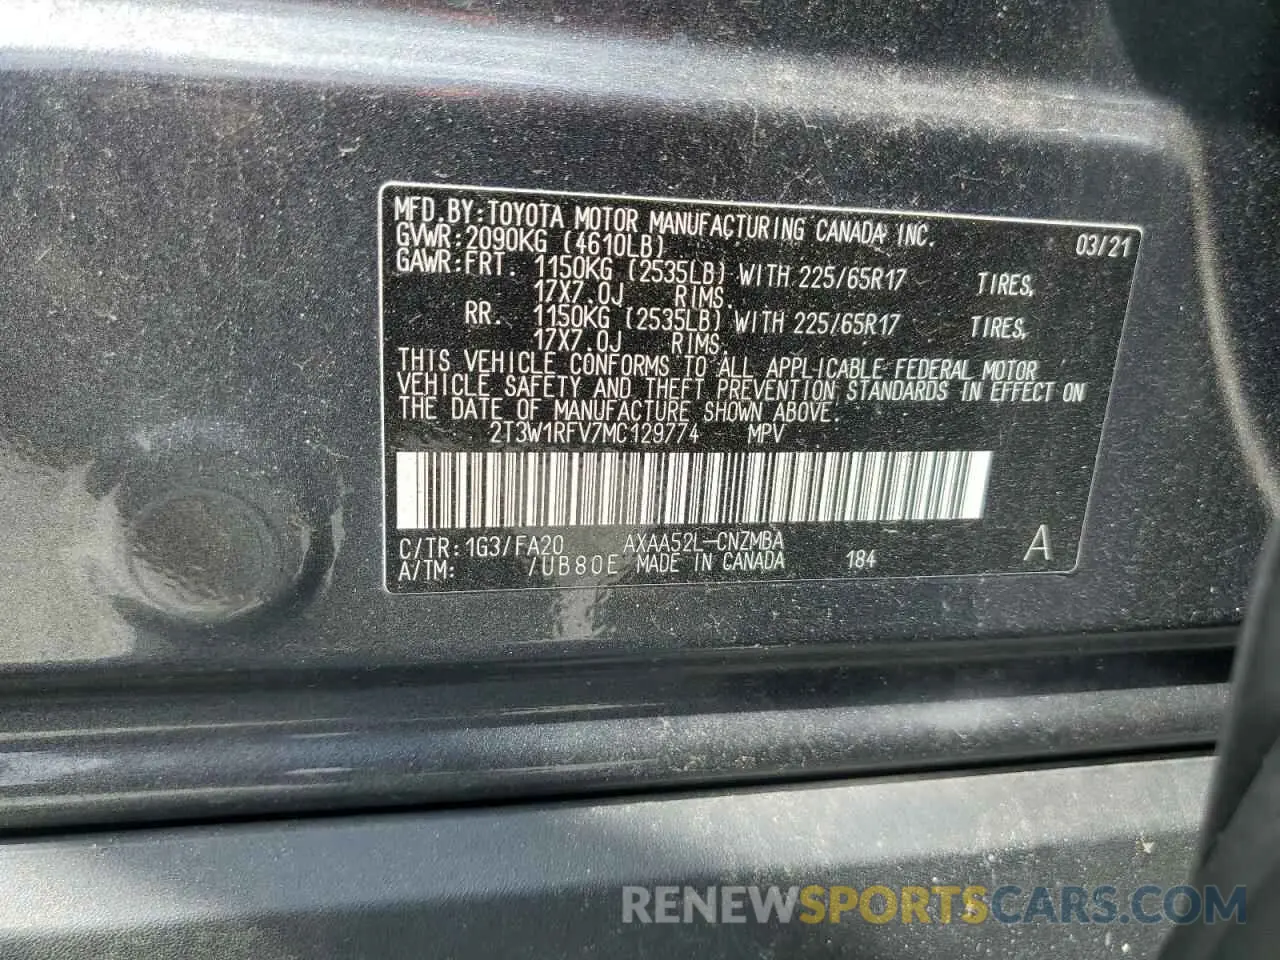 MFD.BY:TOYOTA MOTOR MANUFACTURING CANADA INC. 03/21
GVWR:2090KG (4610LB)
GAWR:FRT. 1150KG (2535LB) WITH 225/65R17 TIRES,
17X7.0J RIMS.
RR. 1150KG (2535LB) WITH 225/65R17 TIRES,
17X7.0J RIMS.
THIS VEHICLE CONFORMS TO ALL APPLICABLE FEDERAL MOTOR
VEHICLE SAFETY AND THEFT PREVENTION STANDARDS IN EFFECT ON
THE DATE OF MANUFACTURE SHOWN ABOVE.
2T3W1RFV7MC129774 MPV
C/TR:1G3/FA20 AXAA52L-CNZMBA
A/TM: /UB80E MADE IN CANADA 184 A
RENEWSPORTSCARS.COM